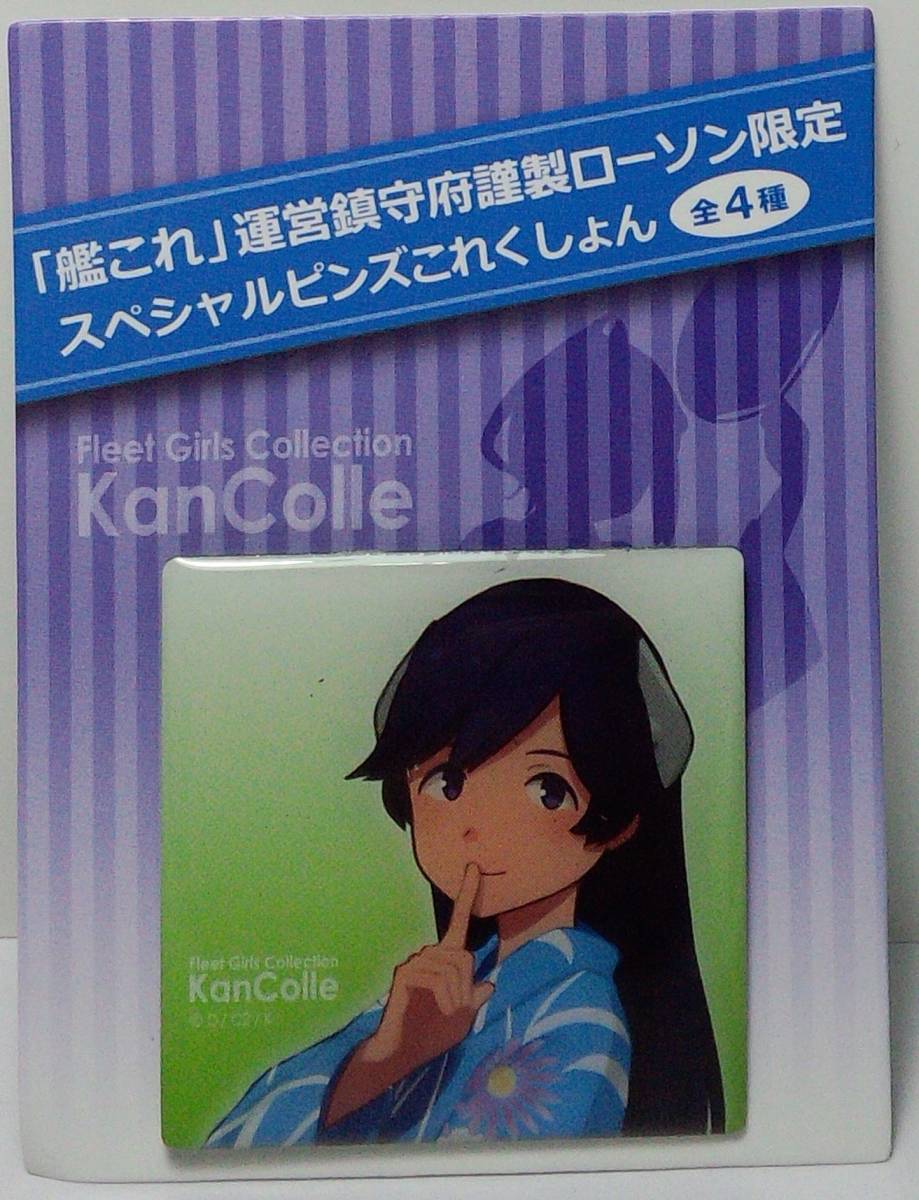 「艦これ」運営鎮守府謹製ローソン限定
スペシャルピンズこれくしょん 全4種
Fleet Girls Collection
KanColle
Fleet Girls Collection
KanColle
© D / C2 / K